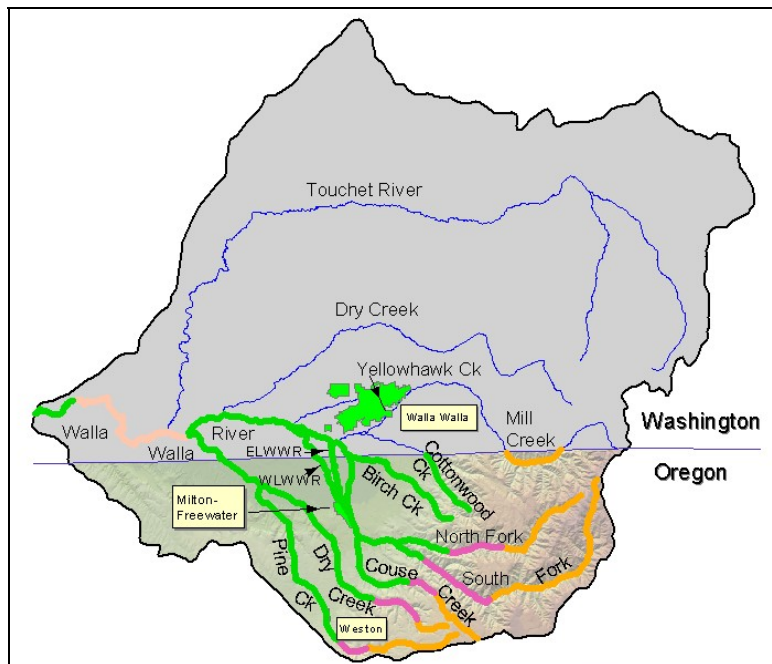 Touchet River
Dry Creek
Yellowhawk Ck
Walla Walla
Mill
Creek
Washington
Oregon
Walla
Walla
River
ELWWR
WLWWR
Milton-
Freewater
Birch Ck
Cottonwood
Ck
North Fork
South
Fork
Couse
Creek
Dry
Creek
Pine
Ck
Weston